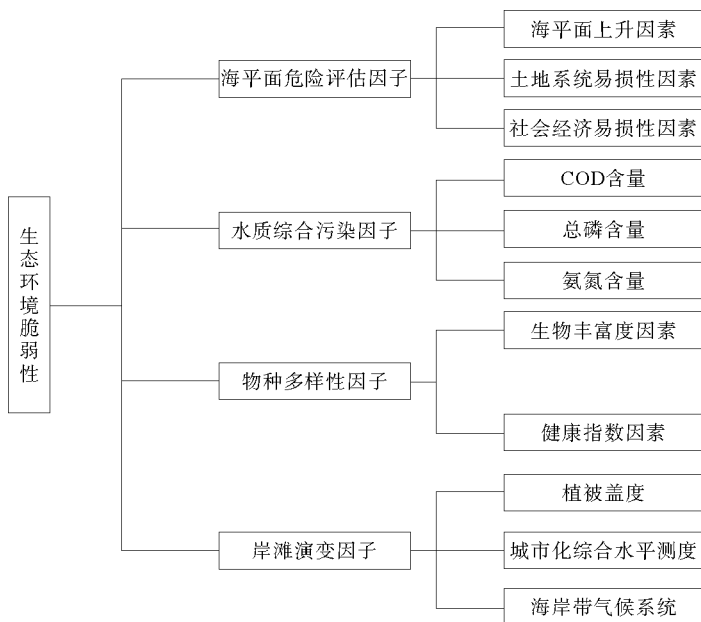 生态环境脆弱性
海平面危险评估因子
海平面上升因素
土地系统易损性因素
社会经济易损性因素
水质综合污染因子
COD含量
总磷含量
氨氮含量
物种多样性因子
生物丰富度因素
健康指数因素
岸滩演变因子
植被盖度
城市化综合水平测度
海岸带气候系统